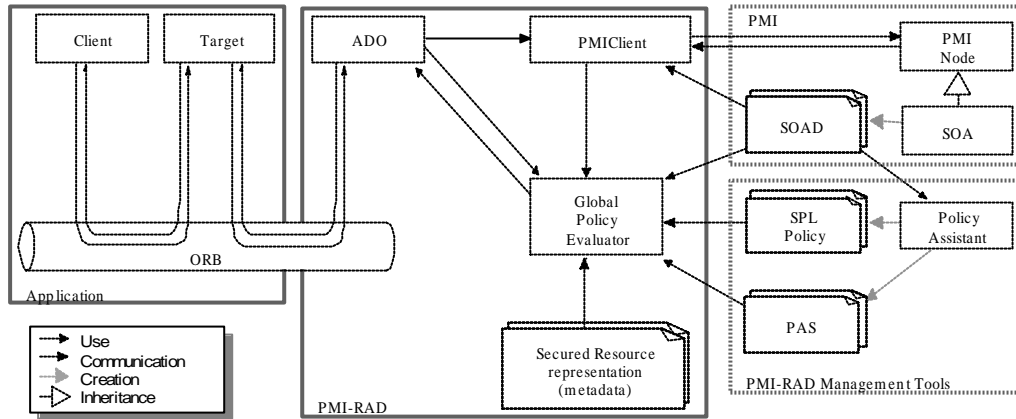 PMI
Client
Target
ADO
PMIClient
PMI
Node
SOAD
SOA
Global
Policy
Evaluator
SPL
Policy
Policy
Assistant
ORB
Application
PAS
Secured Resource
representation
(metadata)
Use
Communication
Creation
Inheritance
PMI-RAD
PMI-RAD Management Tools